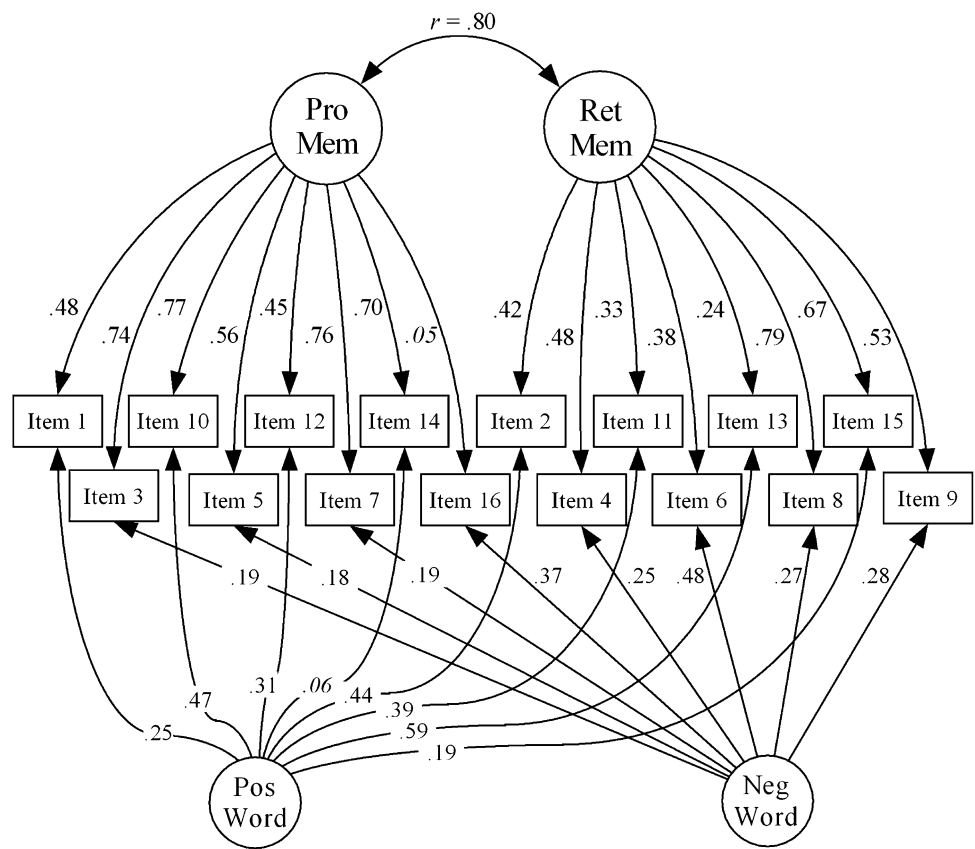 r = .80
Pro
Mem
Ret
Mem
.48
.74
.77
.56
.45
.76
.70
.05
.42
.48
.33
.38
.24
.79
.67
.53
Item 1
Item 10
Item 12
Item 14
Item 2
Item 11
Item 13
Item 15
Item 3
Item 5
Item 7
Item 16
Item 4
Item 6
Item 8
Item 9
.19
.18
.19
.37
.25
.48
.27
.28
.25
.47
.31
.06
.44
.39
.59
.19
Pos
Word
Neg
Word